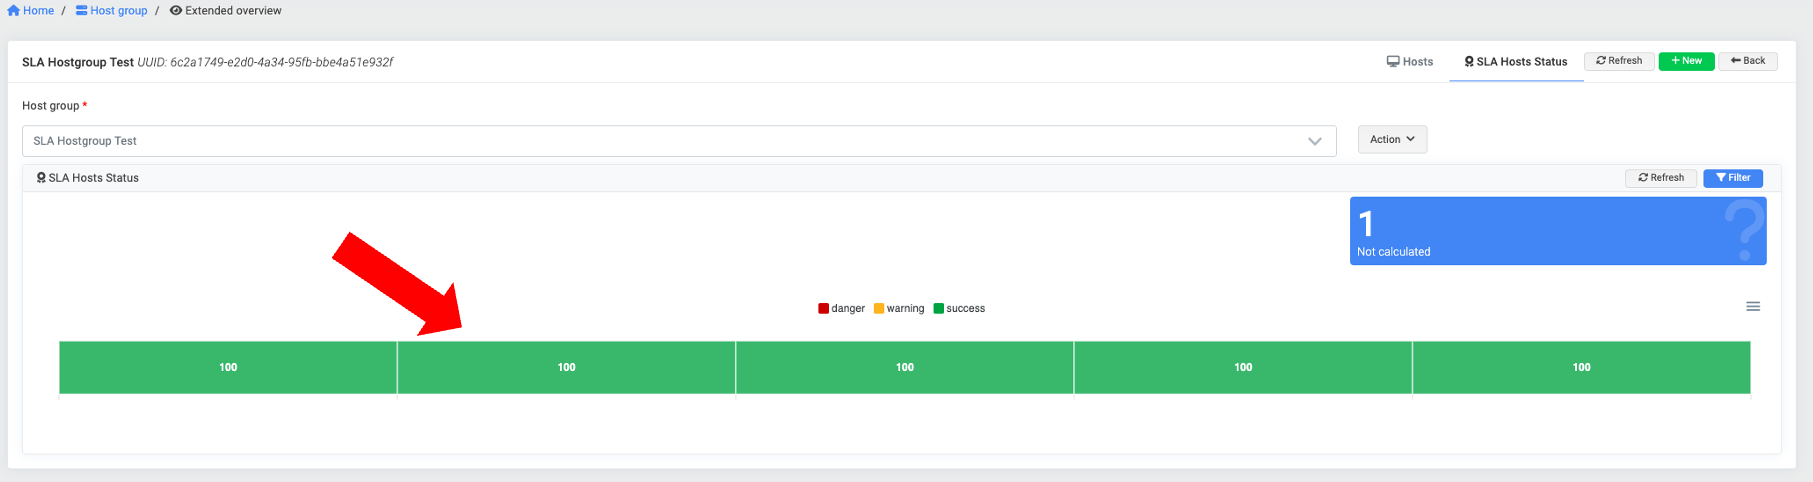 Home / Host group / Extended overview
SLA Hostgroup Test UUID: 6c2a1749-e2d0-4a34-95fb-bbe4a51e932f
Hosts SLA Hosts Status Refresh + New Back
Host group *
SLA Hostgroup Test
Action
SLA Hosts Status
Refresh Filter
1
Not calculated
danger warning success
100 100 100 100 100